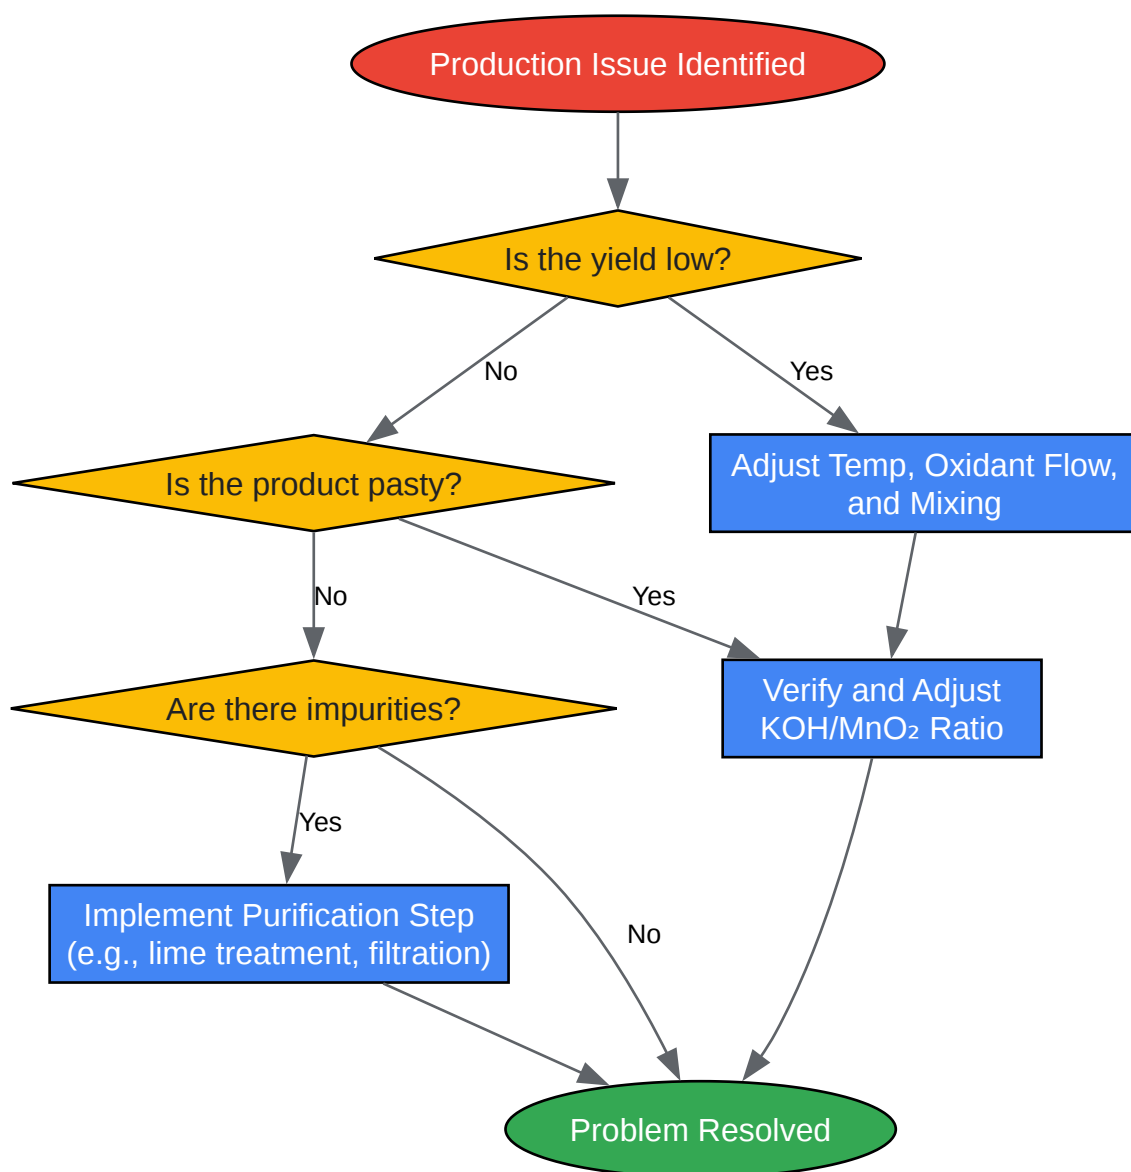 Production Issue Identified
Is the yield low?
No
Yes
Is the product pasty?
Adjust Temp, Oxidant Flow,
and Mixing
No
Yes
Are there impurities?
Verify and Adjust
KOH/MnO₂ Ratio
Yes
Implement Purification Step
(e.g., lime treatment, filtration)
No
Problem Resolved